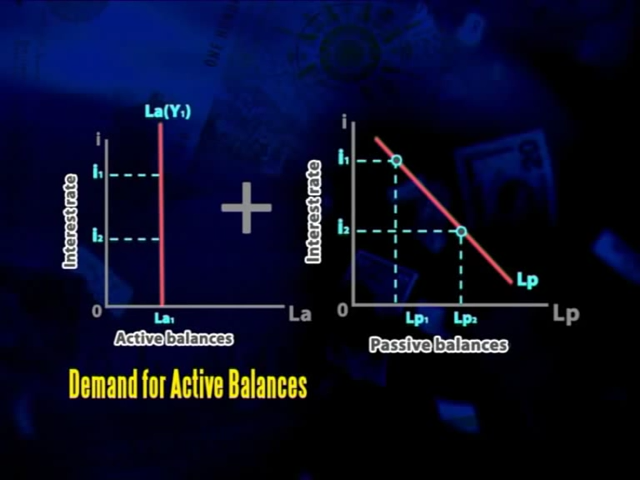 La(Y₁)
i
i₁
i₂
Interest rate
0
La₁
La
Active balances
+
i
i₁
i₂
Interest rate
Lp
0
Lp₁ Lp₂
Lp
Passive balances
Demand for Active Balances